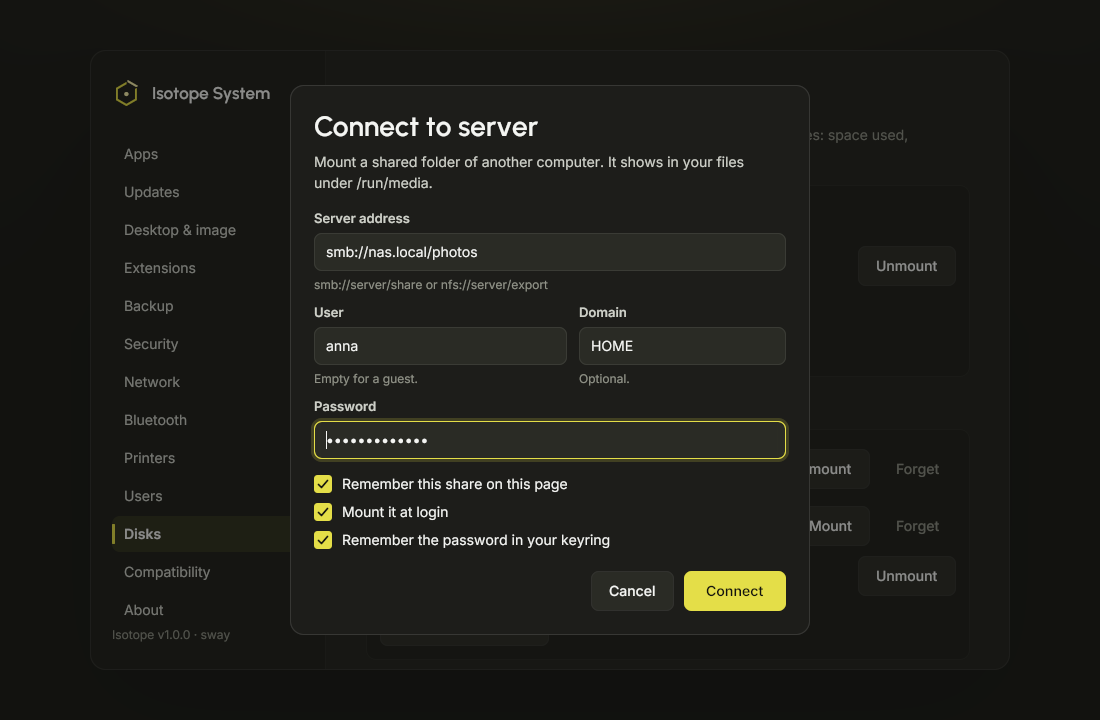 Isotope System
Apps
Updates
Desktop & image
Extensions
Backup
Security
Network
Bluetooth
Printers
Users
Disks
Compatibility
About
Isotope v1.0.0 · sway
space used,
Unmount
Forget
Mount
Forget
Unmount
Connect to server
Mount a shared folder of another computer. It shows in your files
under /run/media.
Server address
smb://nas.local/photos
smb://server/share or nfs://server/export
User
Domain
anna
HOME
Empty for a guest.
Optional.
Password
•••••••••••••
Remember this share on this page
Mount it at login
Remember the password in your keyring
Cancel
Connect